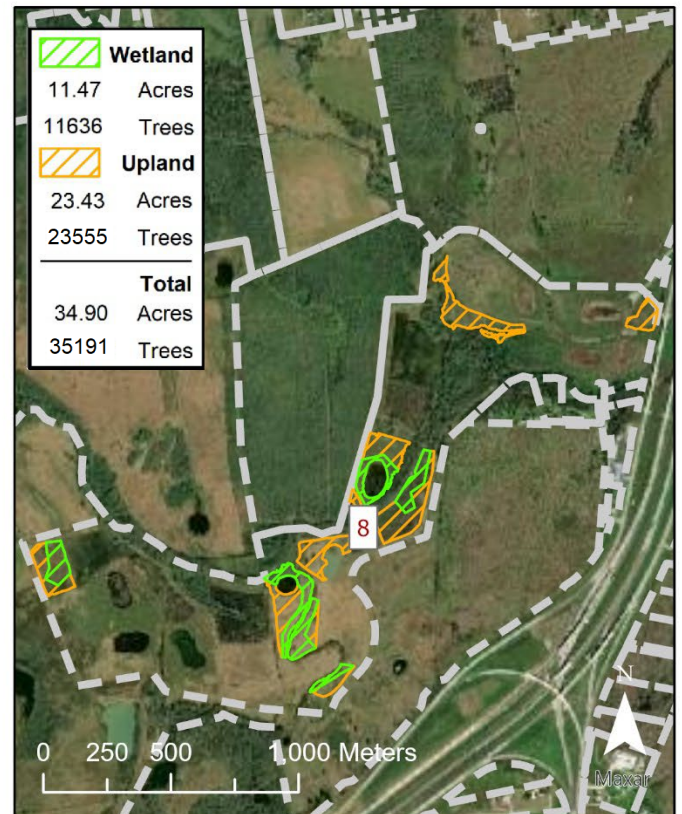 Wetland
11.47 Acres
11636 Trees
Upland
23.43 Acres
23555 Trees
Total
34.90 Acres
35191 Trees
8
N
0 250 500 1,000 Meters
Maxar